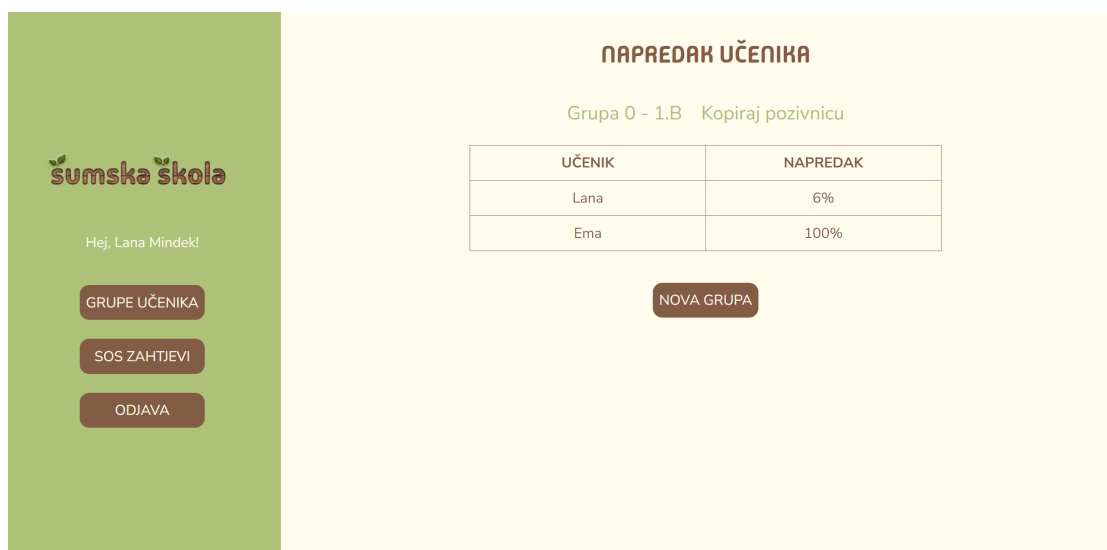 šumska škola
Hej, Lana Mindek!
GRUPE UČENIKA
SOS ZAHTJEVI
ODJAVA
NAPREDAK UČENIKA
Grupa 0 - 1.B Kopiraj pozivnicu
UČENIK NAPREDAK
Lana 6%
Ema 100%
NOVA GRUPA